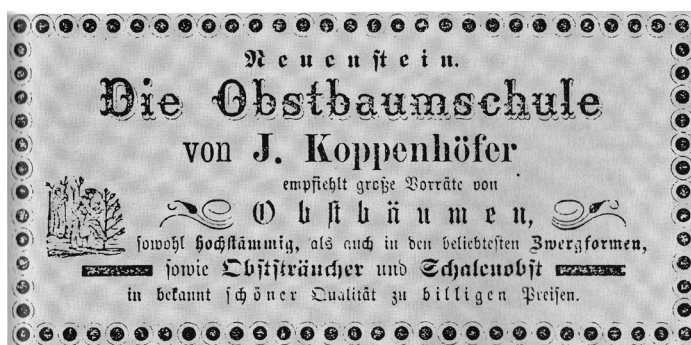 Neuenstein.
Die Obstbaumschule
von J. Koppenhöfer
empfiehlt große Vorräte von
Obstbäumen,
sowohl hochstämmig, als auch in den beliebtesten Zwergformen,
sowie Obststräucher und Schalenobst
in bekannt schöner Qualität zu billigen Preisen.